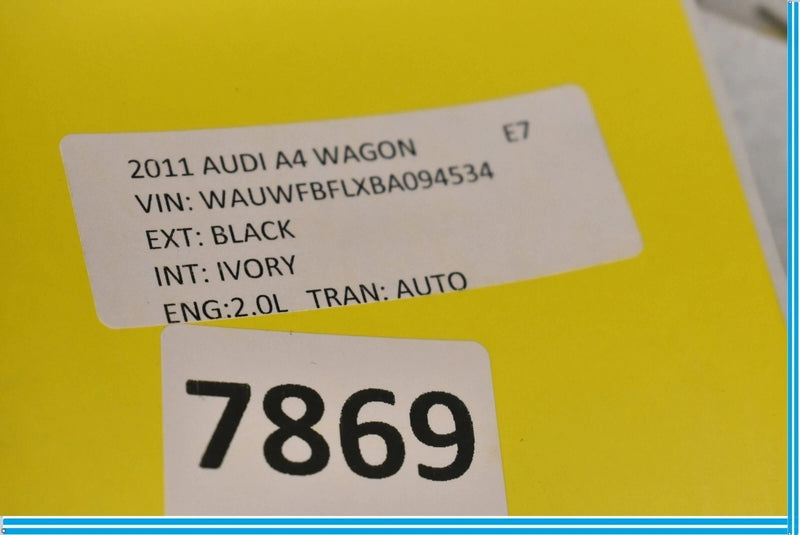 2011 AUDI A4 WAGON E7
VIN: WAUWFBFLXBA094534
EXT: BLACK
INT: IVORY
ENG:2.0L TRAN: AUTO
7869